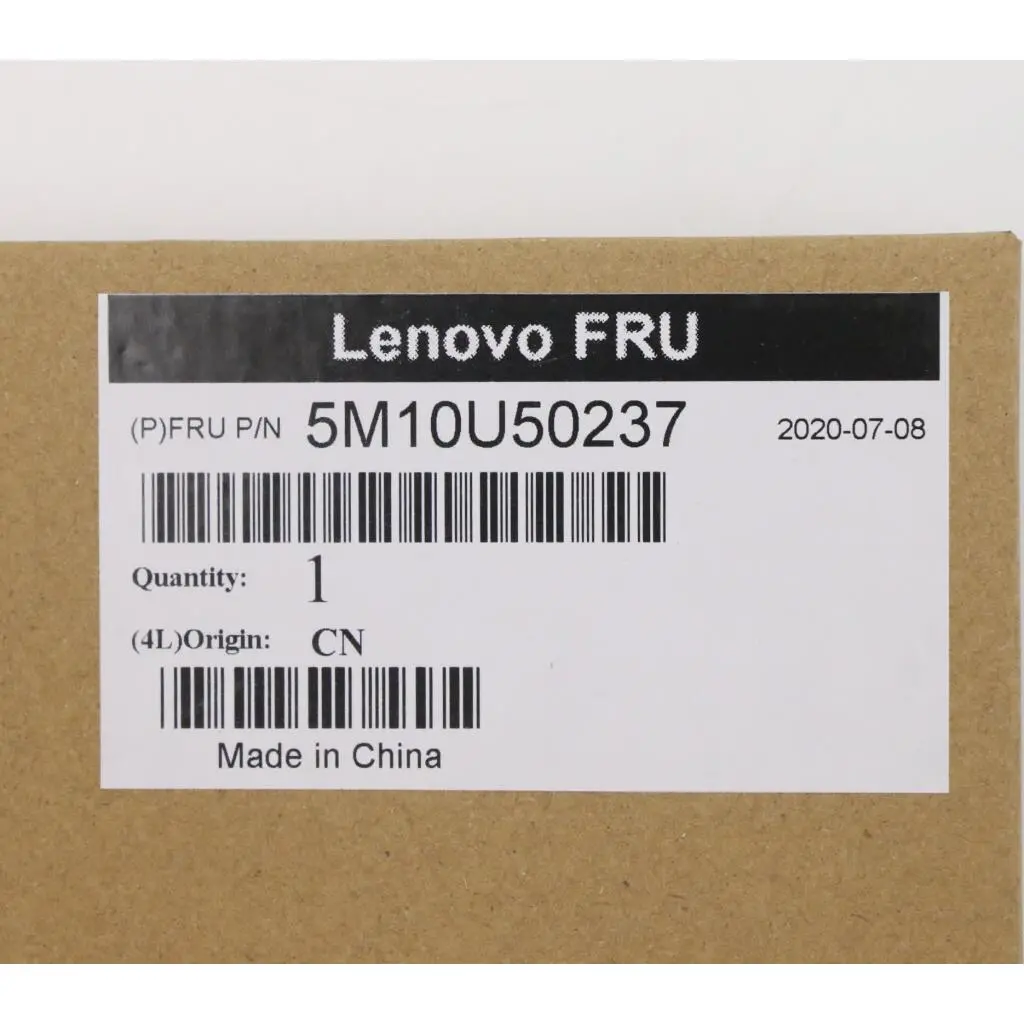 Lenovo FRU
(P)FRU P/N 5M10U50237 2020-07-08
Quantity: 1
(4L)Origin: CN
Made in China